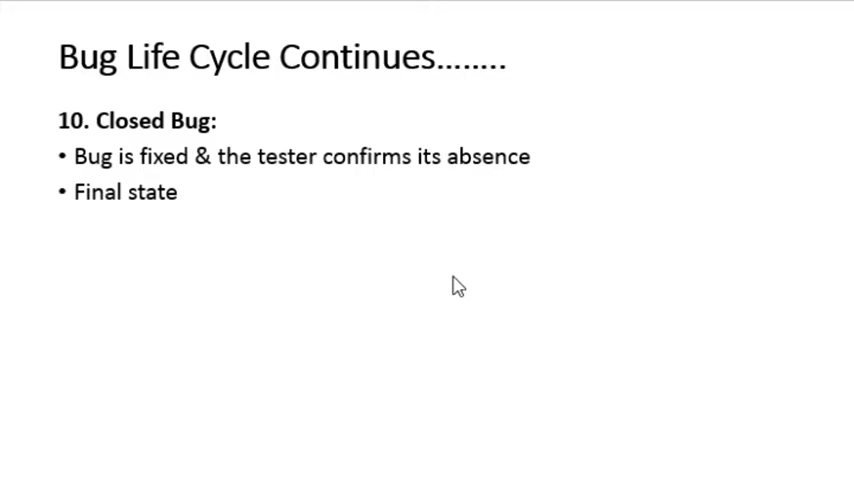 Bug Life Cycle Continues........
10. Closed Bug:
• Bug is fixed & the tester confirms its absence
• Final state